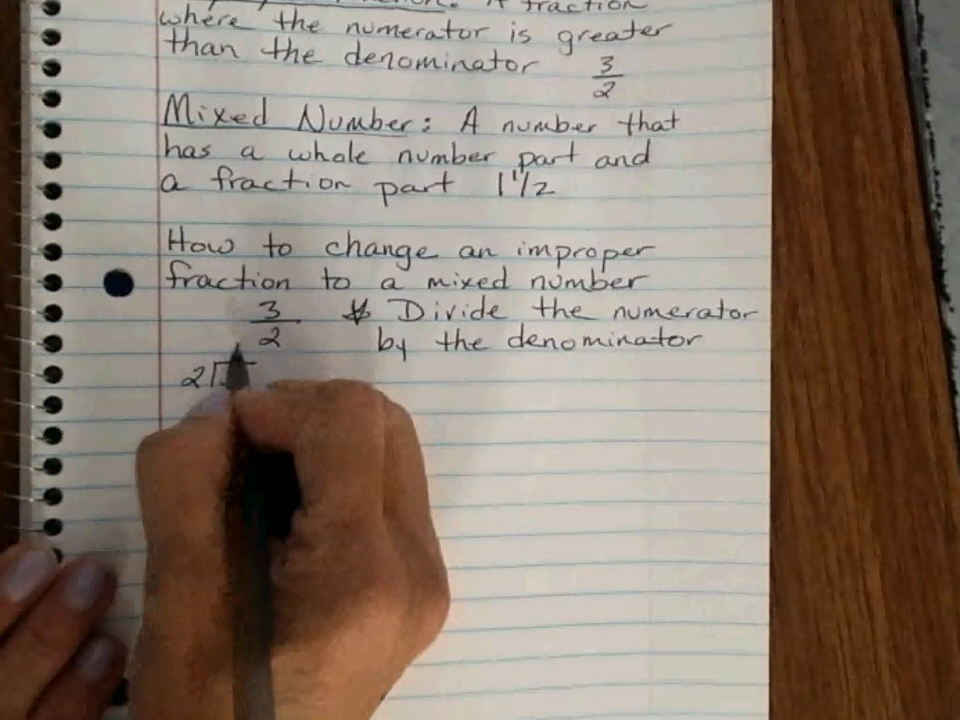 A fraction
where the numerator is greater
than the denominator 3/2
Mixed Number: A number that
has a whole number part and
a fraction part 1 1/2
How to change an improper
fraction to a mixed number
3/2 * Divide the numerator
by the denominator
2